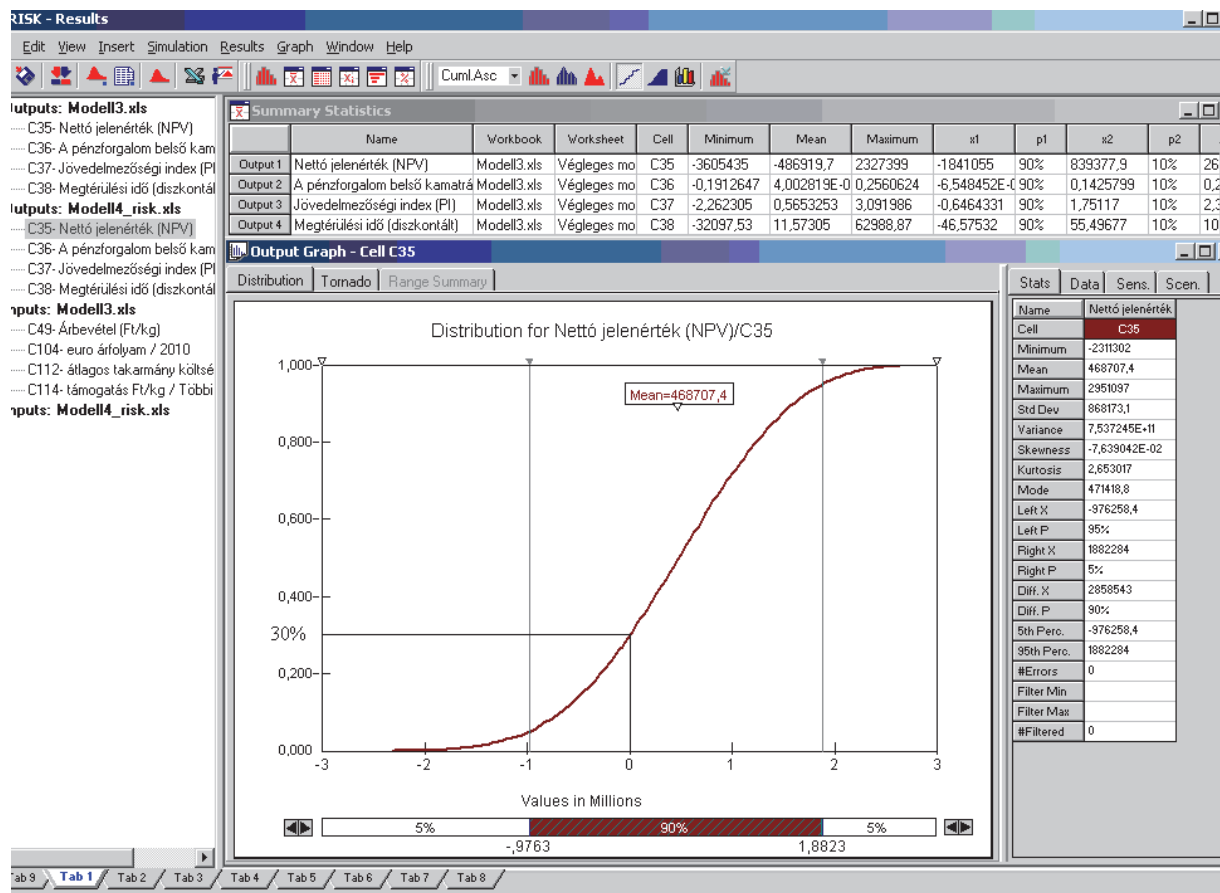 RISK - Results
Edit View Insert Simulation Results Graph Window Help
Cuml.Asc
utputs: Modell3.xls
C35- Nettó jelenérték (NPV)
C36- A pénzforgalom belső kam
C37- Jövedelmezőségi index (PI
C38- Megtérülési idő (diszkontál
utputs: Modell4_risk.xls
C35- Nettó jelenérték (NPV)
C36- A pénzforgalom belső kam
C37- Jövedelmezőségi index (PI
C38- Megtérülési idő (diszkontál
nputs: Modell3.xls
C49- Árbevétel (Ft/kg)
C104- euro árfolyam / 2010
C112- átlagos takarmány költsé
C114- támogatás Ft/kg / Többi
nputs: Modell4_risk.xls
Summary Statistics
Name Workbook Worksheet Cell Minimum Mean Maximum x1 p1 x2 p2
Output 1 Nettó jelenérték (NPV) Modell3.xls Végleges mo C35 -3605435 -486919,7 2327399 -1841055 90% 839377,9 10% 26
Output 2 A pénzforgalom belső kamatrá Modell3.xls Végleges mo C36 -0,1912647 4,002819E-0 0,2560624 -6,548452E-0 90% 0,1425799 10% 0,2
Output 3 Jövedelmezőségi index (PI) Modell3.xls Végleges mo C37 -2,262305 0,5653253 3,091986 -0,6464331 90% 1,75117 10% 2,3
Output 4 Megtérülési idő (diszkontált) Modell3.xls Végleges mo C38 -32097,53 11,57305 62988,87 -46,57532 90% 55,49677 10% 10
Output Graph - Cell C35
Distribution Tornado Range Summary
Distribution for Nettó jelenérték (NPV)/C35
Mean=468707,4
1,000
0,800
0,600
0,400
30%
0,200
0,000
-3 -2 -1 0 1 2 3
Values in Millions
5% 90% 5%
-,9763 1,8823
Stats Data Sens. Scen.
Name Nettó jelenérték
Cell C35
Minimum -2311302
Mean 468707,4
Maximum 2951097
Std Dev 868173,1
Variance 7,537245E+11
Skewness -7,639042E-02
Kurtosis 2,653017
Mode 471418,8
Left X -976258,4
Left P 95%
Right X 1882284
Right P 5%
Diff. X 2858543
Diff. P 90%
5th Perc. -976258,4
95th Perc. 1882284
#Errors 0
Filter Min
Filter Max
#Filtered 0
Tab 9 Tab 1 Tab 2 Tab 3 Tab 4 Tab 5 Tab 6 Tab 7 Tab 8